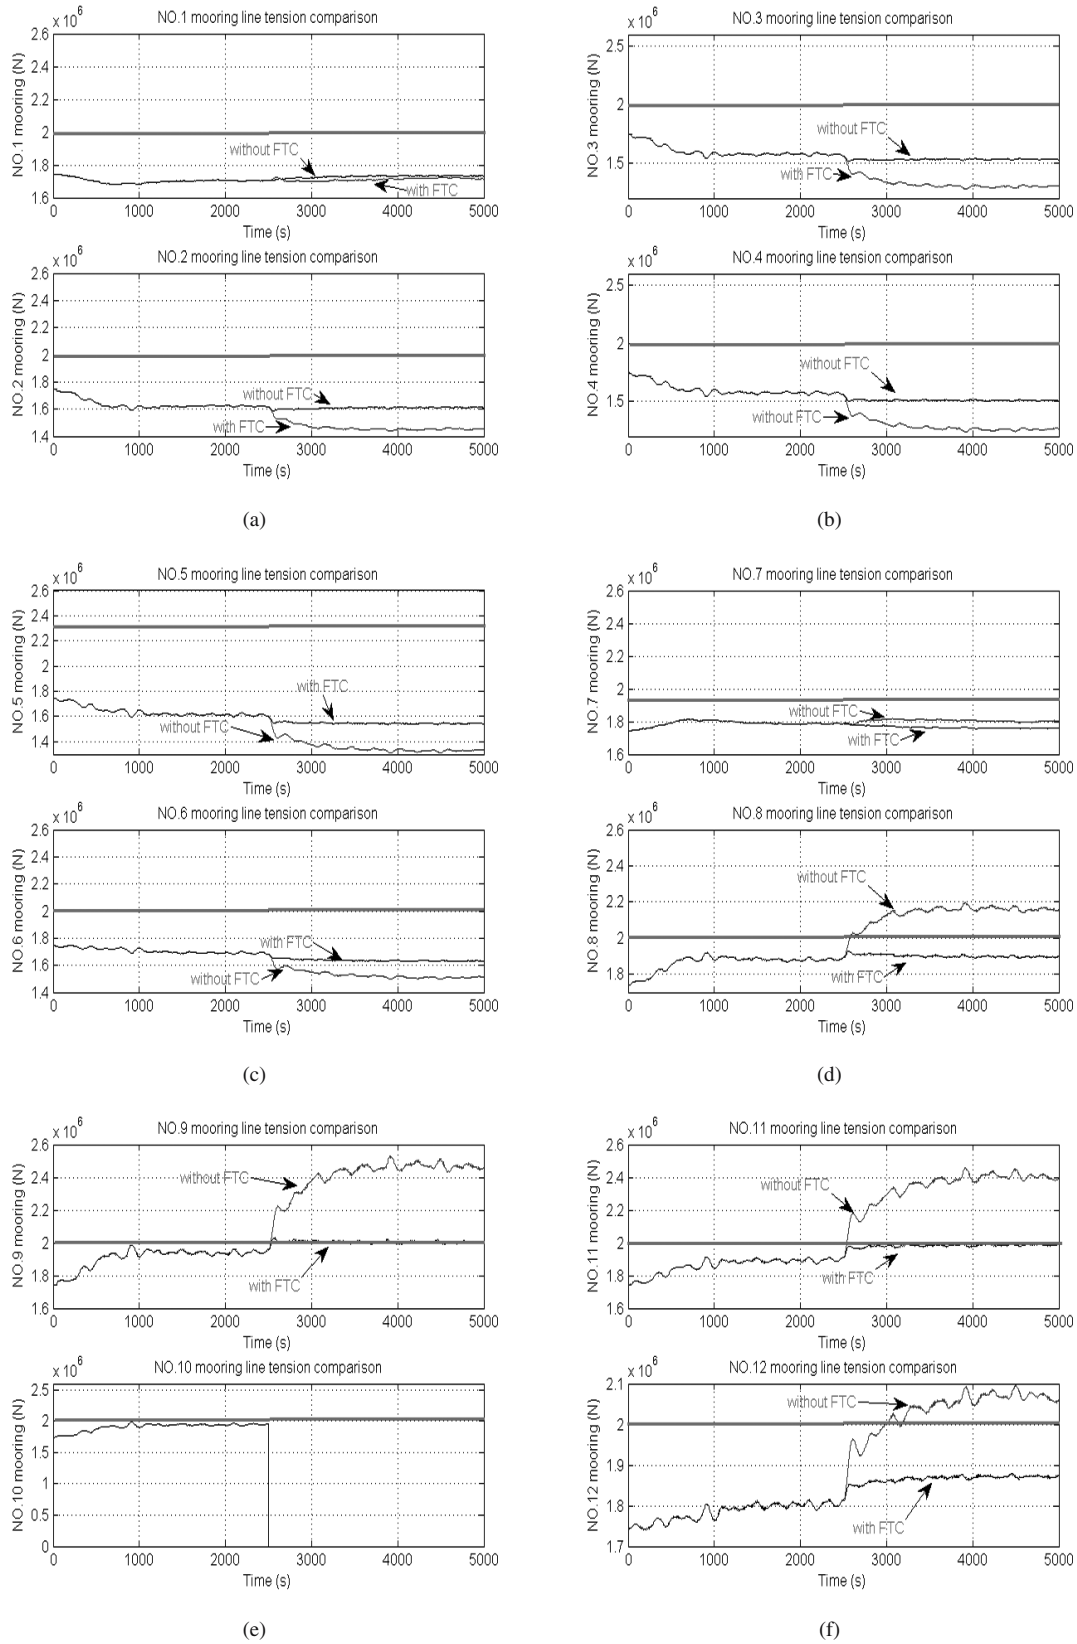 NO.1 mooring line tension comparison
x 10^6
NO.1 mooring (N)
2.6
2.4
2.2
2
1.8
1.6
without FTC
with FTC
0 1000 2000 3000 4000 5000
Time (s)
NO.2 mooring line tension comparison
x 10^6
NO.2 mooring (N)
2.6
2.4
2.2
2
1.8
1.6
1.4
without FTC
with FTC
0 1000 2000 3000 4000 5000
Time (s)
(a)
NO.3 mooring line tension comparison
x 10^6
NO.3 mooring (N)
2.5
2
1.5
without FTC
with FTC
0 1000 2000 3000 4000 5000
Time (s)
NO.4 mooring line tension comparison
x 10^6
NO.4 mooring (N)
2.5
2
1.5
without FTC
without FTC
0 1000 2000 3000 4000 5000
Time (s)
(b)
NO.5 mooring line tension comparison
x 10^6
NO.5 mooring (N)
2.6
2.4
2.2
2
1.8
1.6
1.4
with FTC
without FTC
0 1000 2000 3000 4000 5000
Time (s)
NO.6 mooring line tension comparison
x 10^6
NO.6 mooring (N)
2.6
2.4
2.2
2
1.8
1.6
1.4
with FTC
without FTC
0 1000 2000 3000 4000 5000
Time (s)
(c)
NO.7 mooring line tension comparison
x 10^6
NO.7 mooring (N)
2.6
2.4
2.2
2
1.8
1.6
without FTC
with FTC
0 1000 2000 3000 4000 5000
Time (s)
NO.8 mooring line tension comparison
x 10^6
NO.8 mooring (N)
2.6
2.4
2.2
2
1.8
without FTC
with FTC
0 1000 2000 3000 4000 5000
Time (s)
(d)
NO.9 mooring line tension comparison
x 10^6
NO.9 mooring (N)
2.6
2.4
2.2
2
1.8
1.6
without FTC
with FTC
0 1000 2000 3000 4000 5000
Time (s)
NO.10 mooring line tension comparison
x 10^6
NO.10 mooring (N)
2.5
2
1.5
1
0.5
0
0 1000 2000 3000 4000 5000
Time (s)
(e)
NO.11 mooring line tension comparison
x 10^6
NO.11 mooring (N)
2.6
2.4
2.2
2
1.8
1.6
without FTC
with FTC
0 1000 2000 3000 4000 5000
Time (s)
NO.12 mooring line tension comparison
x 10^6
NO.12 mooring (N)
2.1
2
1.9
1.8
1.7
without FTC
with FTC
0 1000 2000 3000 4000 5000
Time (s)
(f)